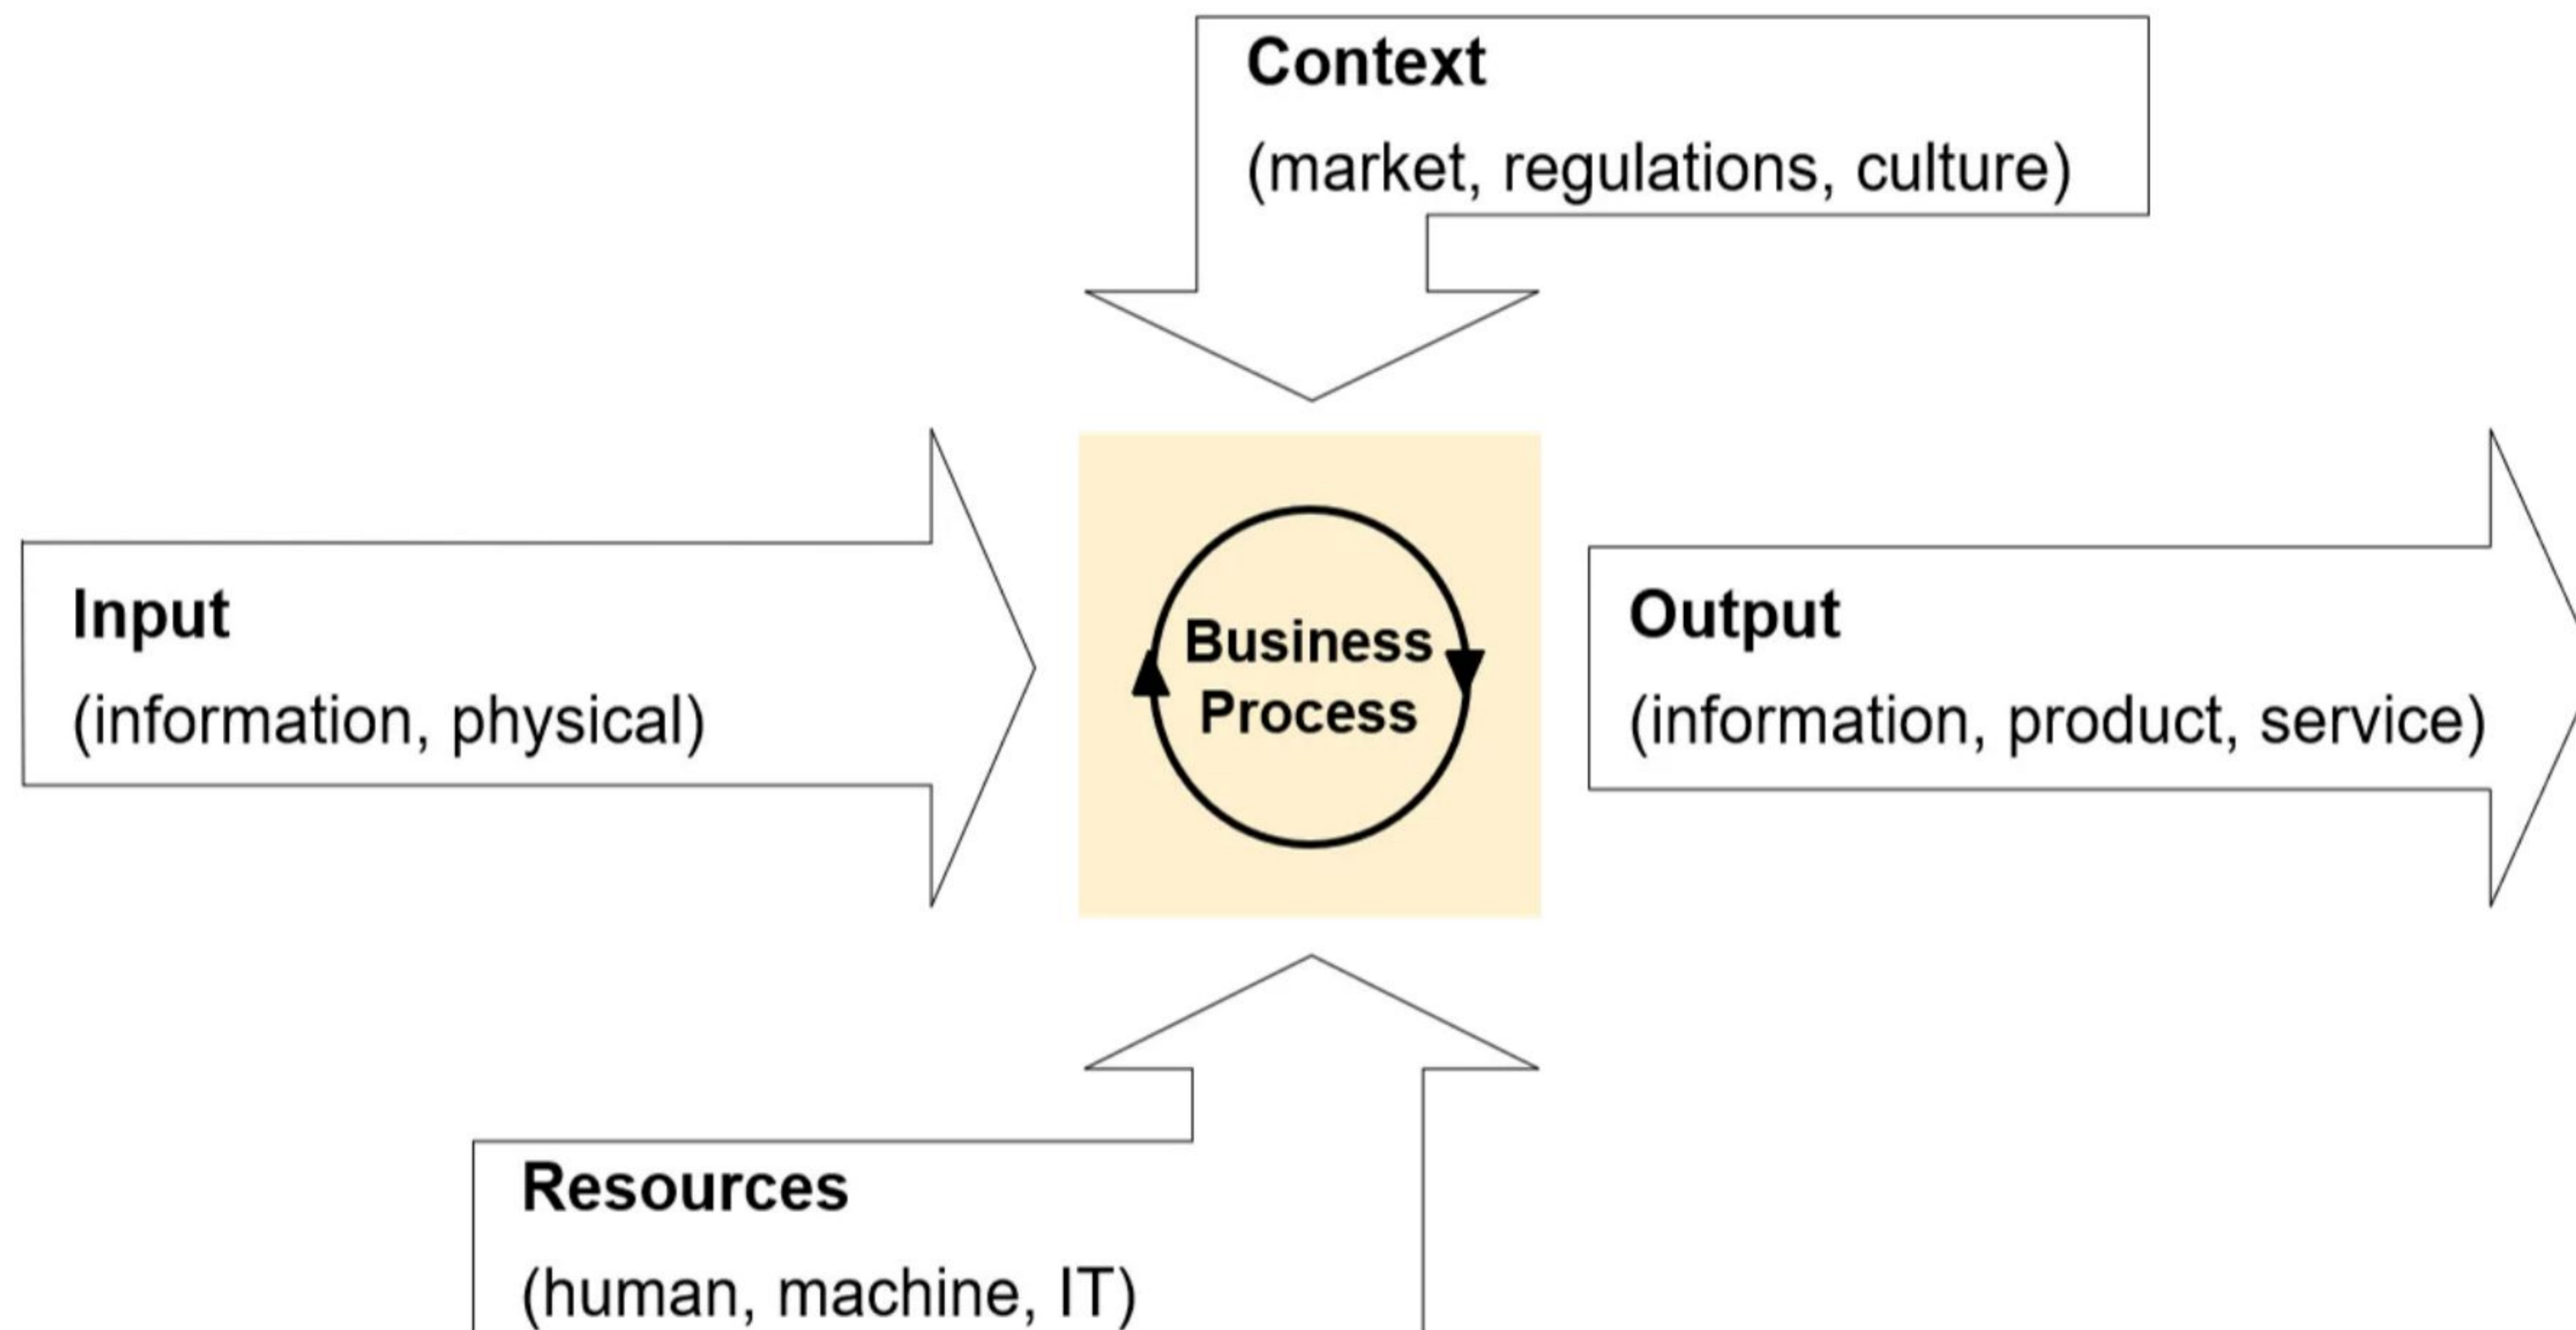 Context
(market, regulations, culture)
Input
(information, physical)
Business
Process
Output
(information, product, service)
Resources
(human, machine, IT)